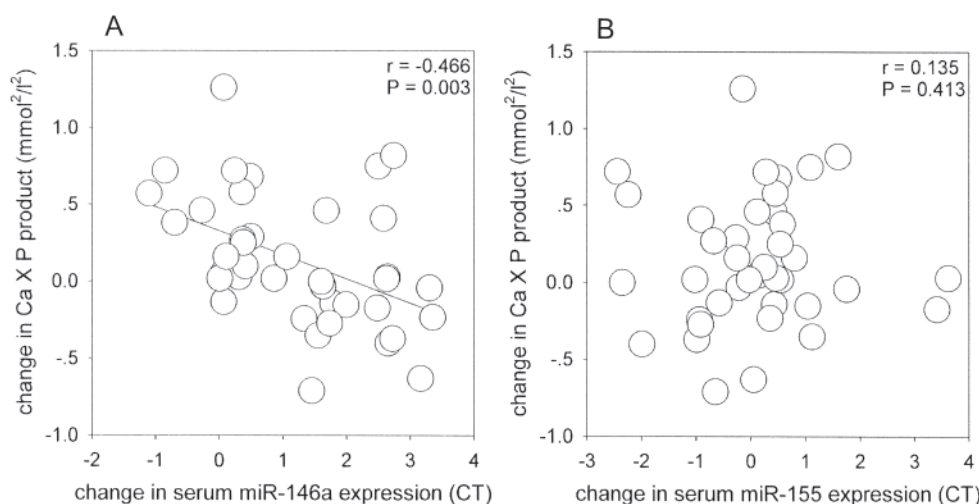 A
B
r = -0.466
P = 0.003
r = 0.135
P = 0.413
change in Ca X P product (mmol²/l²)
1.5
1.0
.5
0.0
-.5
-1.0
-2 -1 0 1 2 3 4
change in serum miR-146a expression (CT)
change in Ca X P product (mmol²/l²)
1.5
1.0
.5
0.0
-.5
-1.0
-3 -2 -1 0 1 2 3 4
change in serum miR-155 expression (CT)